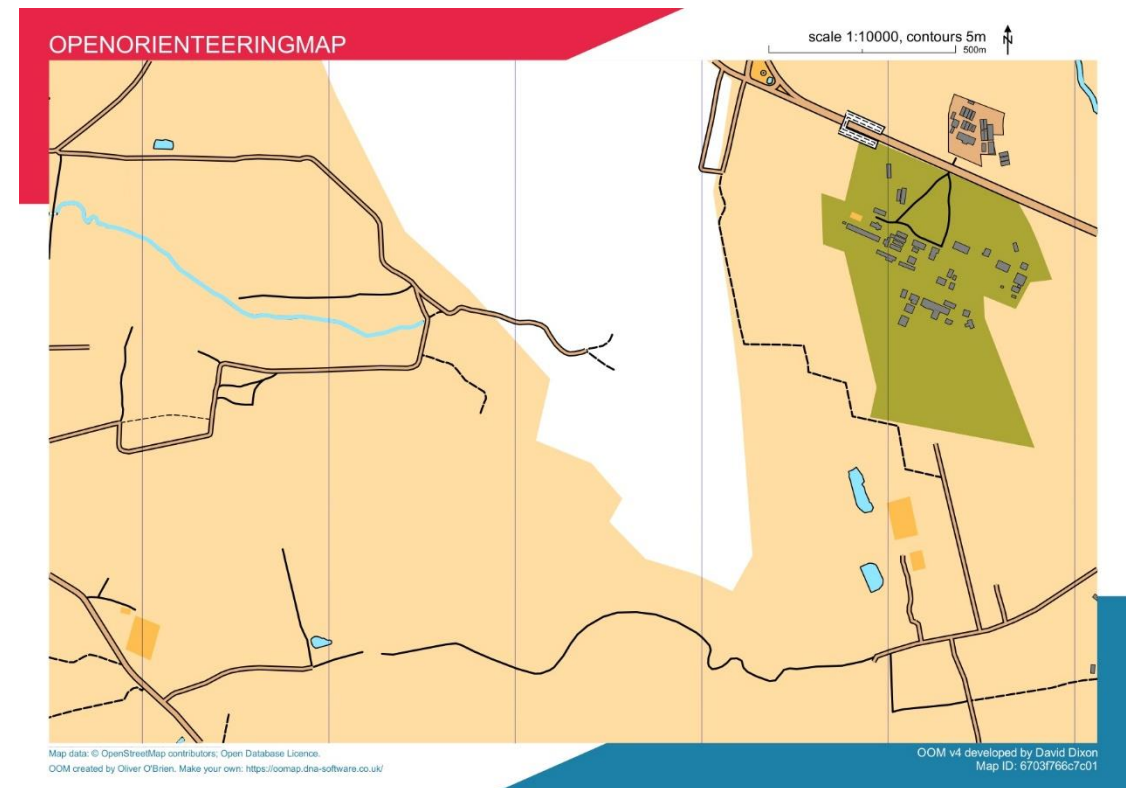 OPENORIENTEERINGMAP
scale 1:10000, contours 5m
500m
N
Map data: © OpenStreetMap contributors; Open Database Licence.
OOM created by Oliver O'Brien. Make your own: https://oomap.dna-software.co.uk/
OOM v4 developed by David Dixon
Map ID: 6703f766c7c01